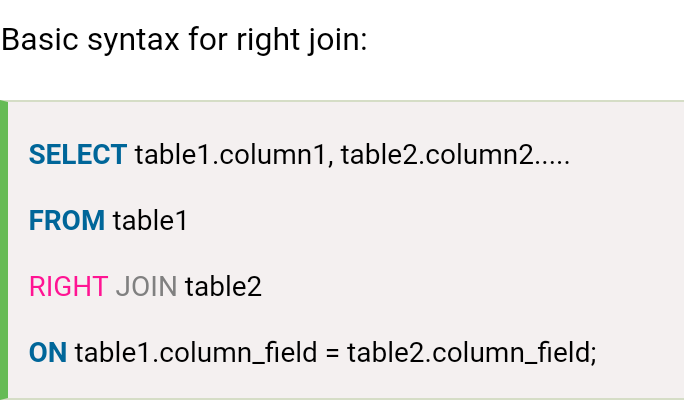 Basic syntax for right join:
SELECT table1.column1, table2.column2.....
FROM table1
RIGHT JOIN table2
ON table1.column_field = table2.column_field;